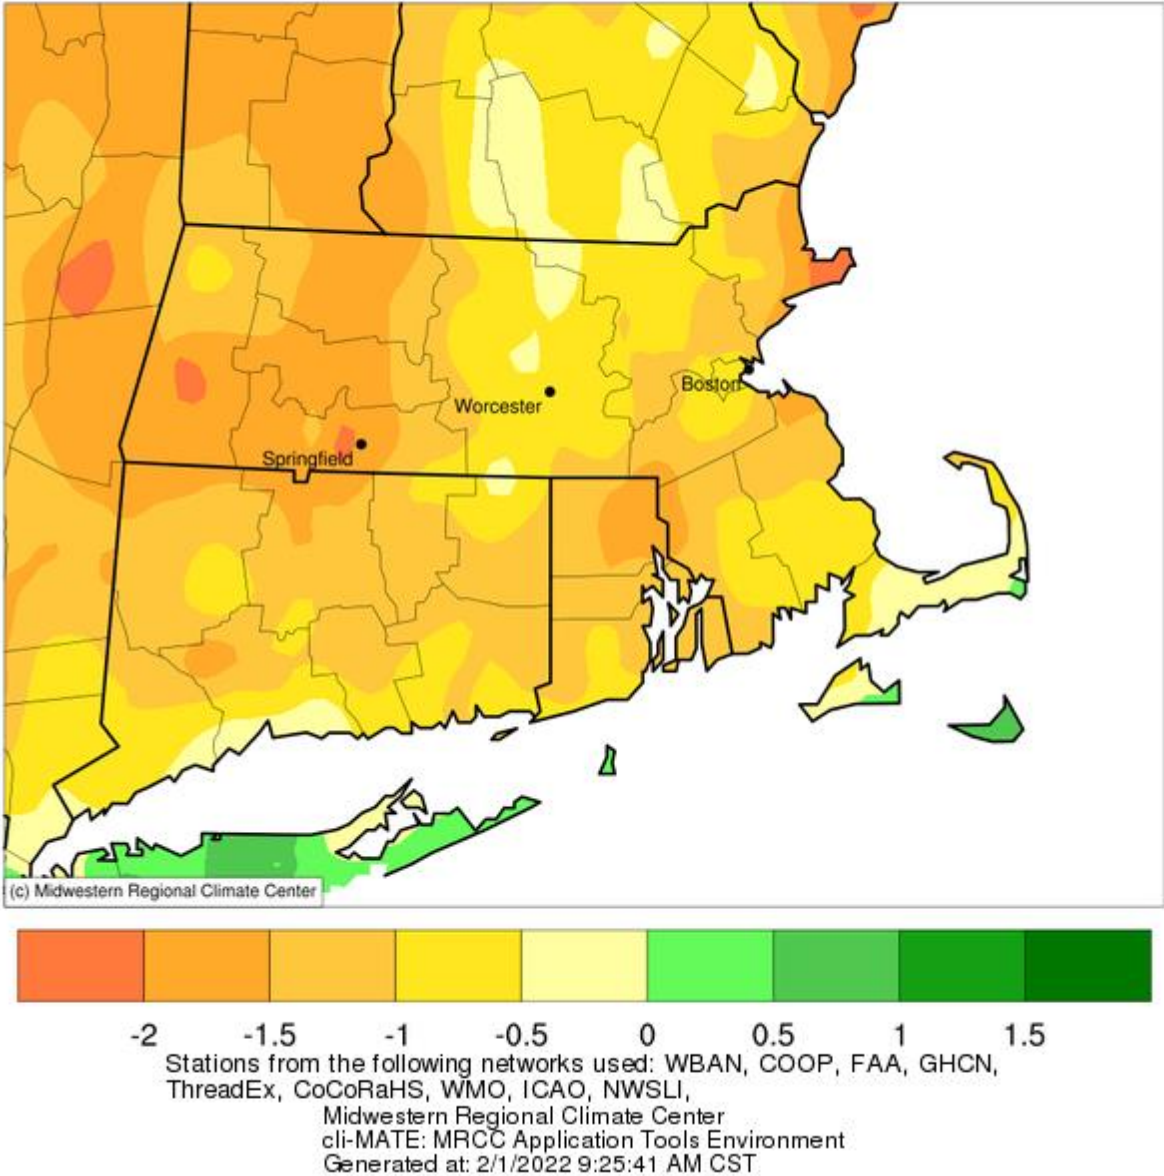 Boston
Worcester
Springfield
(c) Midwestern Regional Climate Center
-2 -1.5 -1 -0.5 0 0.5 1 1.5
Stations from the following networks used: WBAN, COOP, FAA, GHCN,
ThreadEx, CoCoRaHS, WMO, ICAO, NWSLI,
Midwestern Regional Climate Center
cli-MATE: MRCC Application Tools Environment
Generated at: 2/1/2022 9:25:41 AM CST